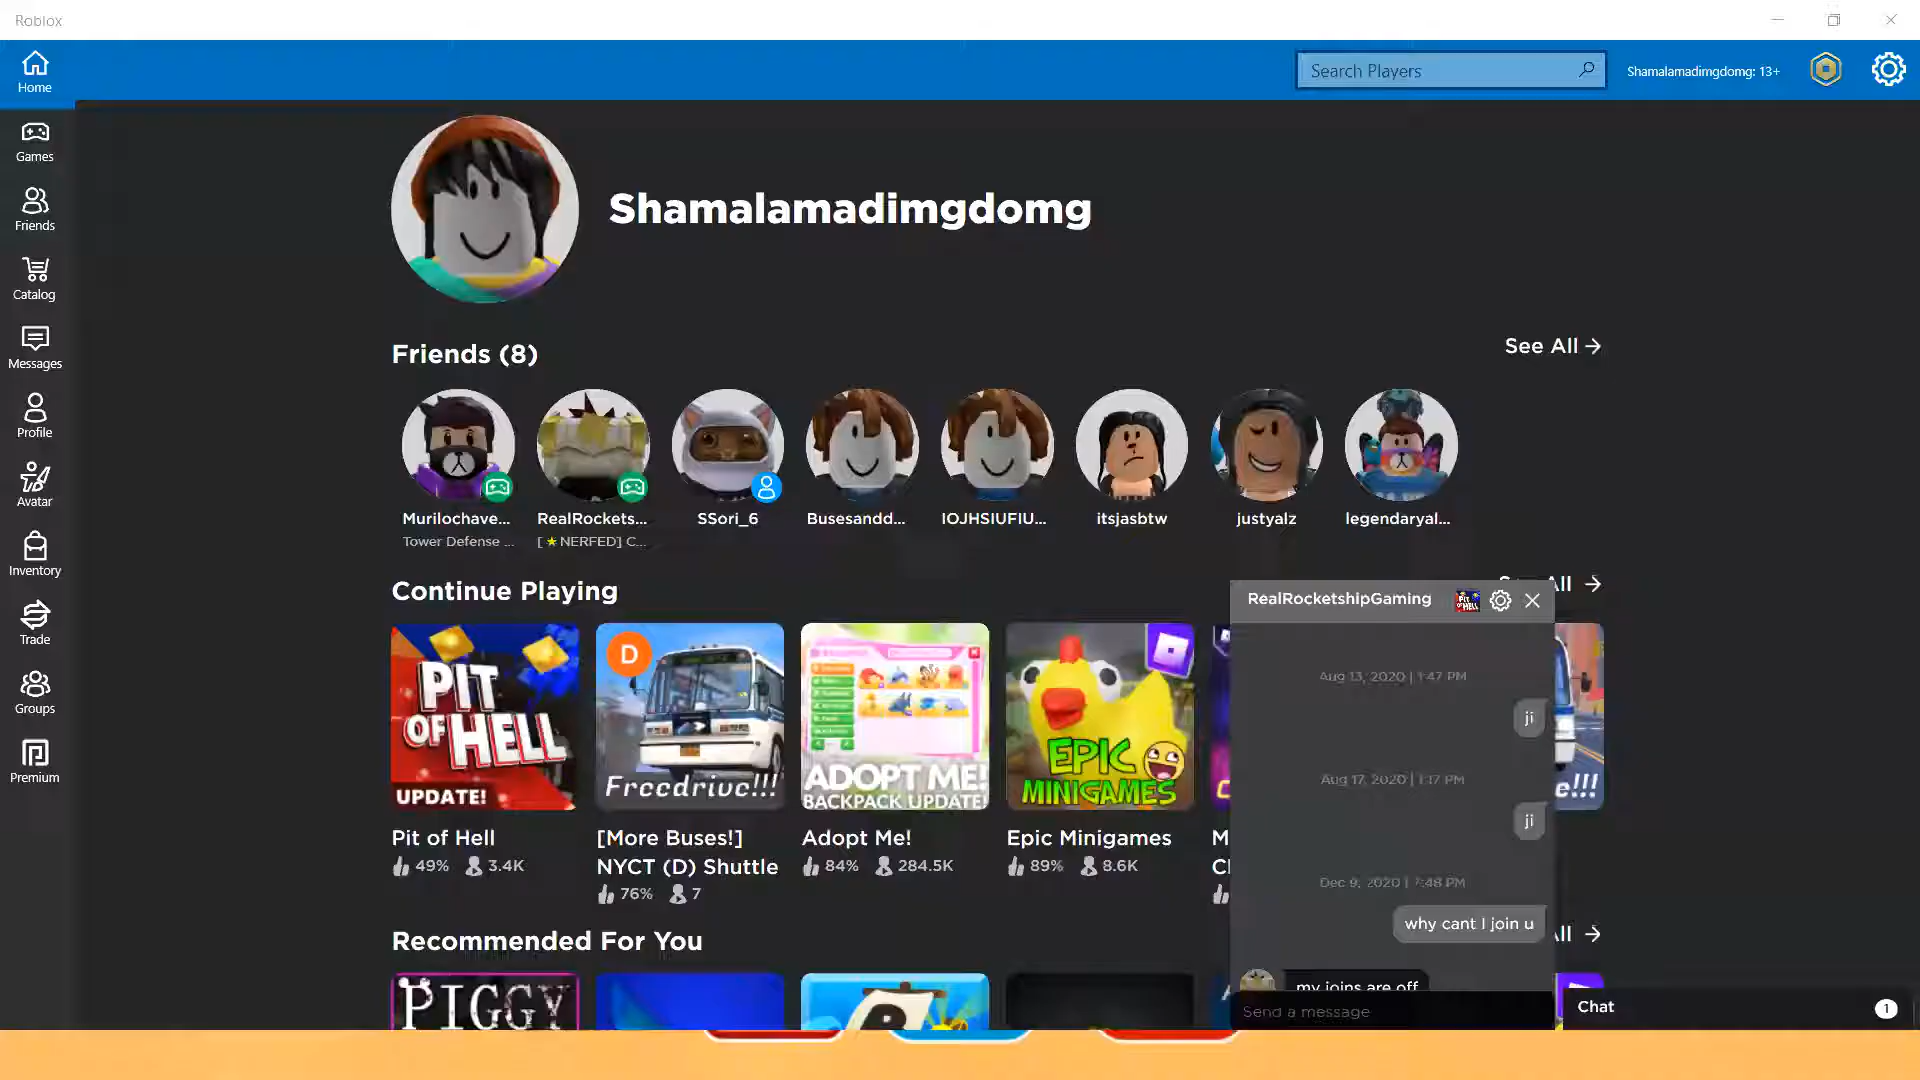 Roblox
Home
Search Players
Shamalamadimgdomg: 13+
Games
Friends
Catalog
Messages
Profile
Avatar
Inventory
Trade
Groups
Premium
Shamalamadimgdomg
Friends (8)
See All
Murilochave...
Tower Defense ...
RealRockets...
[ ★ NERFED] C...
SSori_6
Busesandd...
IOJHSIUFIU...
itsjasbtw
justyalz
legendaryal...
Continue Playing
All
PIT
OF HELL
UPDATE!
D
Freedrive!!!
ADOPT ME!
BACKPACK UPDATE!
EPIC
MINIGAMES
e!!!
Pit of Hell
49% 3.4K
[More Buses!]
NYCT (D) Shuttle
76% 7
Adopt Me!
84% 284.5K
Epic Minigames
89% 8.6K
RealRocketshipGaming
PIT
OF HELL
Aug 13, 2020 | 1:47 PM
ji
Aug 17, 2020 | 1:17 PM
ji
Dec 9, 2020 | 7:48 PM
why cant I join u
my joins are off
Send a message
Recommended For You
All
PIGGY
Chat
1